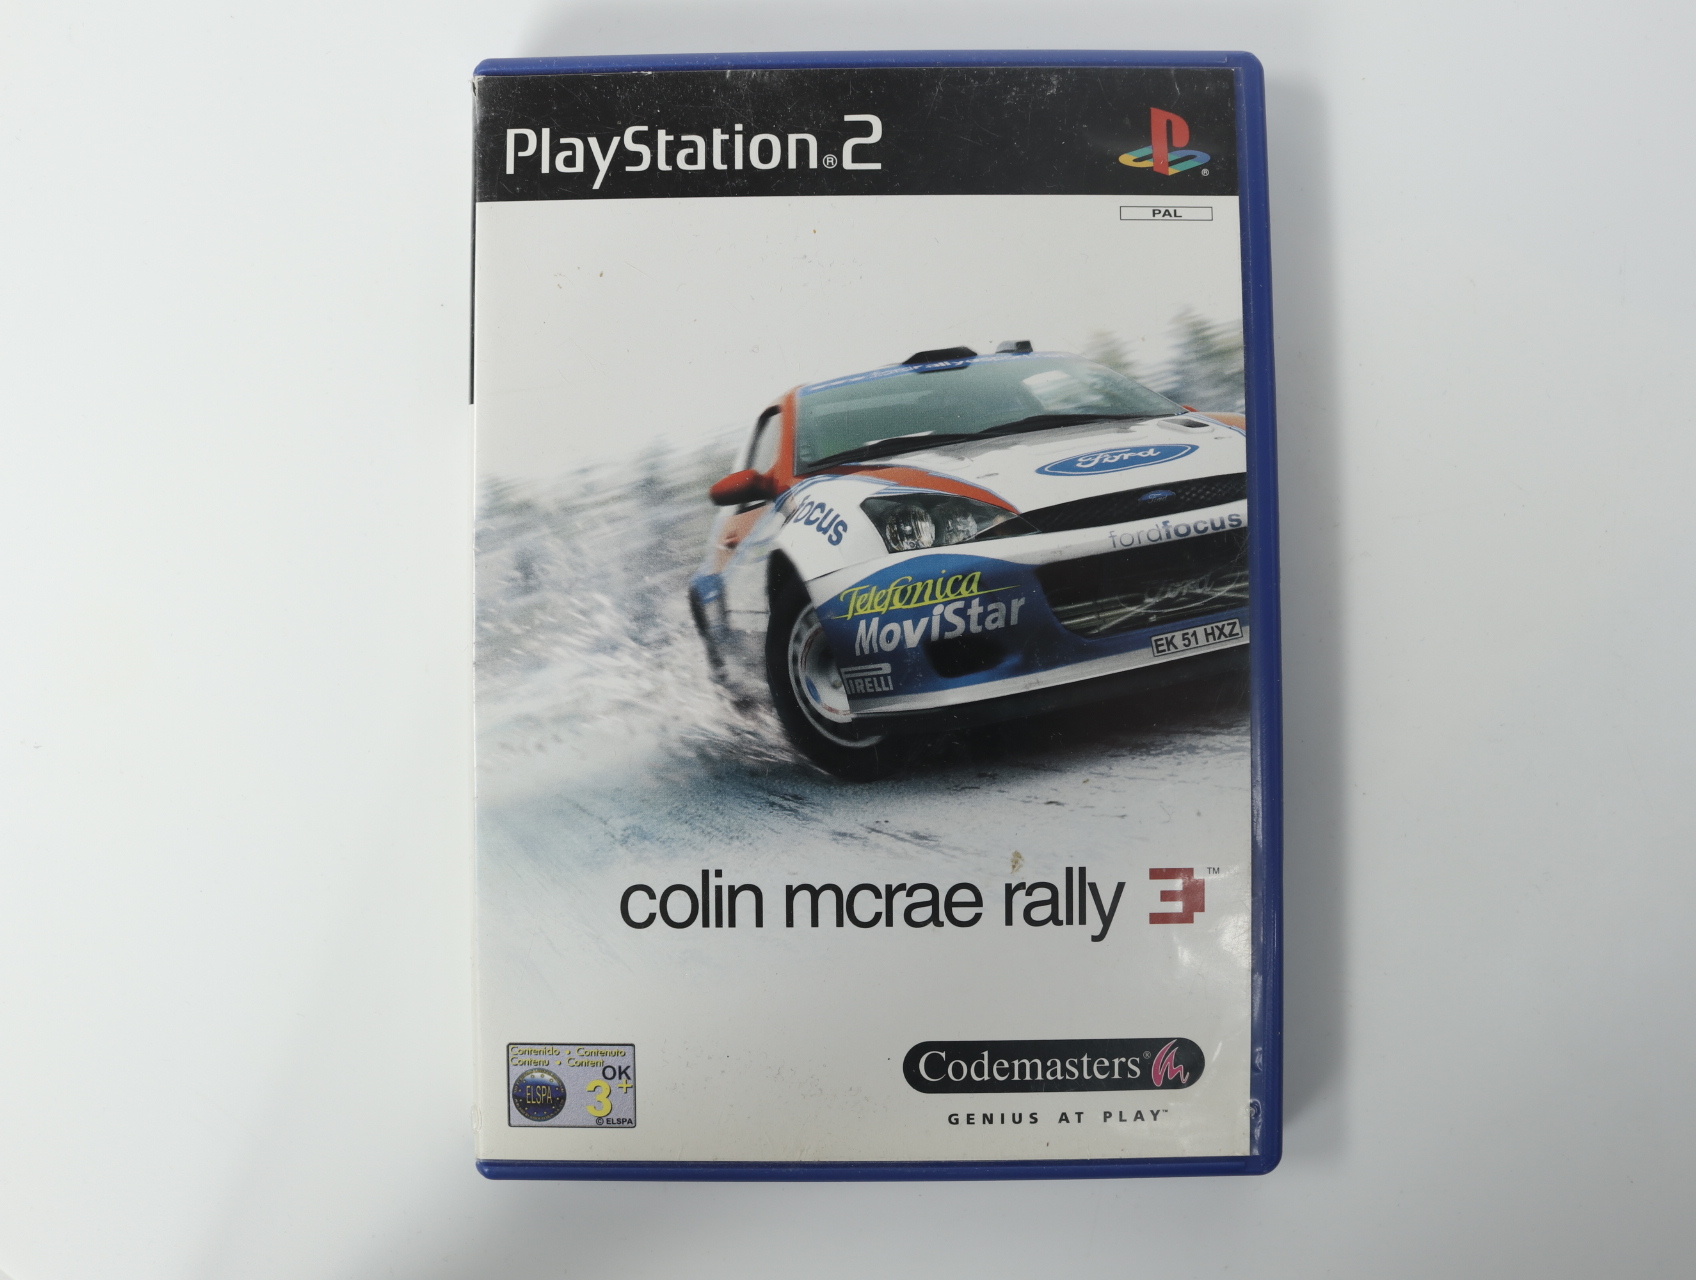 PlayStation®2
®
PAL
Ford
focus
fordfocus
Telefónica
MoviStar
EK 51 HXZ
PIRELLI
colin mcrae rally 3™
Contenido • Contenuto
Contenu • Content
OK
ELSPA
3+
© ELSPA
Codemasters®
GENIUS AT PLAY™